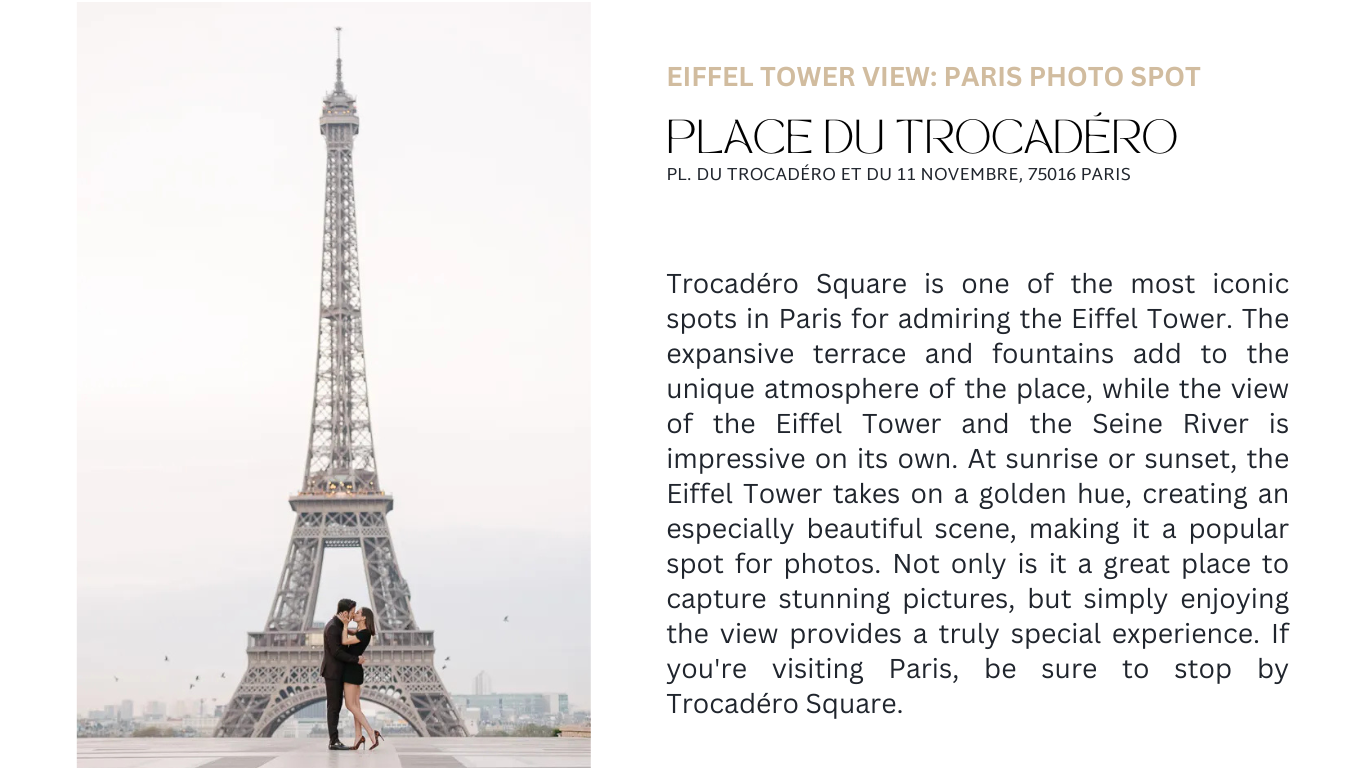 EIFFEL TOWER VIEW: PARIS PHOTO SPOT
PLACE DU TROCADÉRO
PL. DU TROCADÉRO ET DU 11 NOVEMBRE, 75016 PARIS
Trocadéro Square is one of the most iconic
spots in Paris for admiring the Eiffel Tower. The
expansive terrace and fountains add to the
unique atmosphere of the place, while the view
of the Eiffel Tower and the Seine River is
impressive on its own. At sunrise or sunset, the
Eiffel Tower takes on a golden hue, creating an
especially beautiful scene, making it a popular
spot for photos. Not only is it a great place to
capture stunning pictures, but simply enjoying
the view provides a truly special experience. If
you're visiting Paris, be sure to stop by
Trocadéro Square.